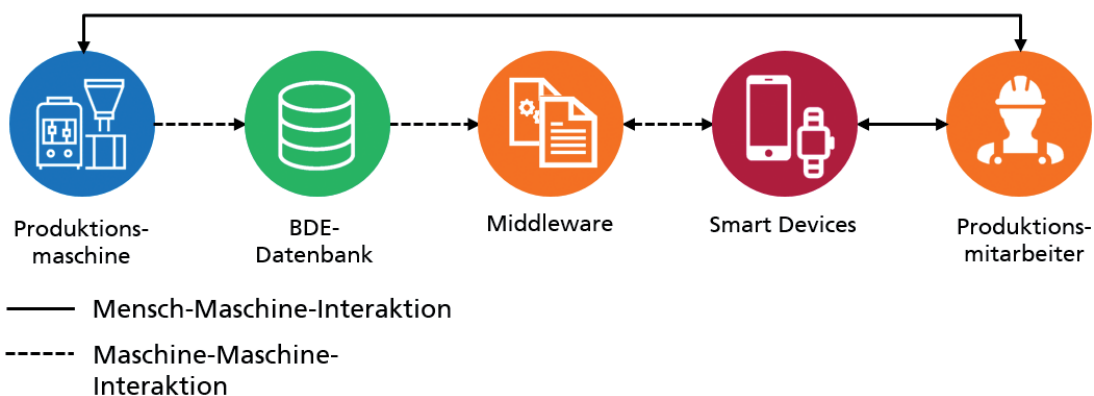 Produktions-
maschine
BDE-
Datenbank
Middleware
Smart Devices
Produktions-
mitarbeiter
Mensch-Maschine-Interaktion
Maschine-Maschine-
Interaktion